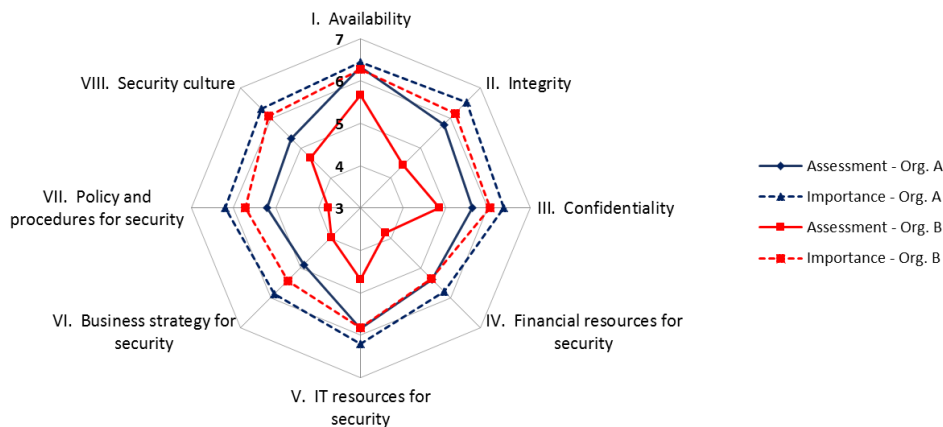 I. Availability
7
VIII. Security culture
II. Integrity
6
5
4
VII. Policy and
procedures for security
3
III. Confidentiality
VI. Business strategy for
security
IV. Financial resources for
security
V. IT resources for
security
Assessment - Org. A
Importance - Org. A
Assessment - Org. B
Importance - Org. B